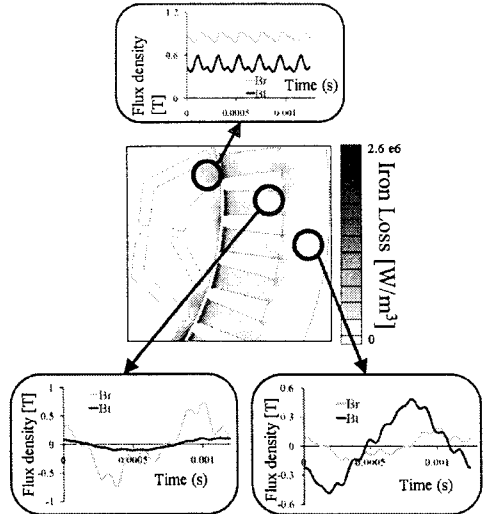 1.2
0.6
0
Flux density
[T]
Time (s)
Br
Bt
0
0.0005
0.001
2.6 e6
0
Iron Loss [W/m³]
1
0.5
0
-0.5
-1
Flux density [T]
Br
Bt
0
0.0005
0.001
Time (s)
0.6
0.3
0
-0.3
-0.6
Flux density [T]
Br
Bt
0
0.0005
0.001
Time (s)